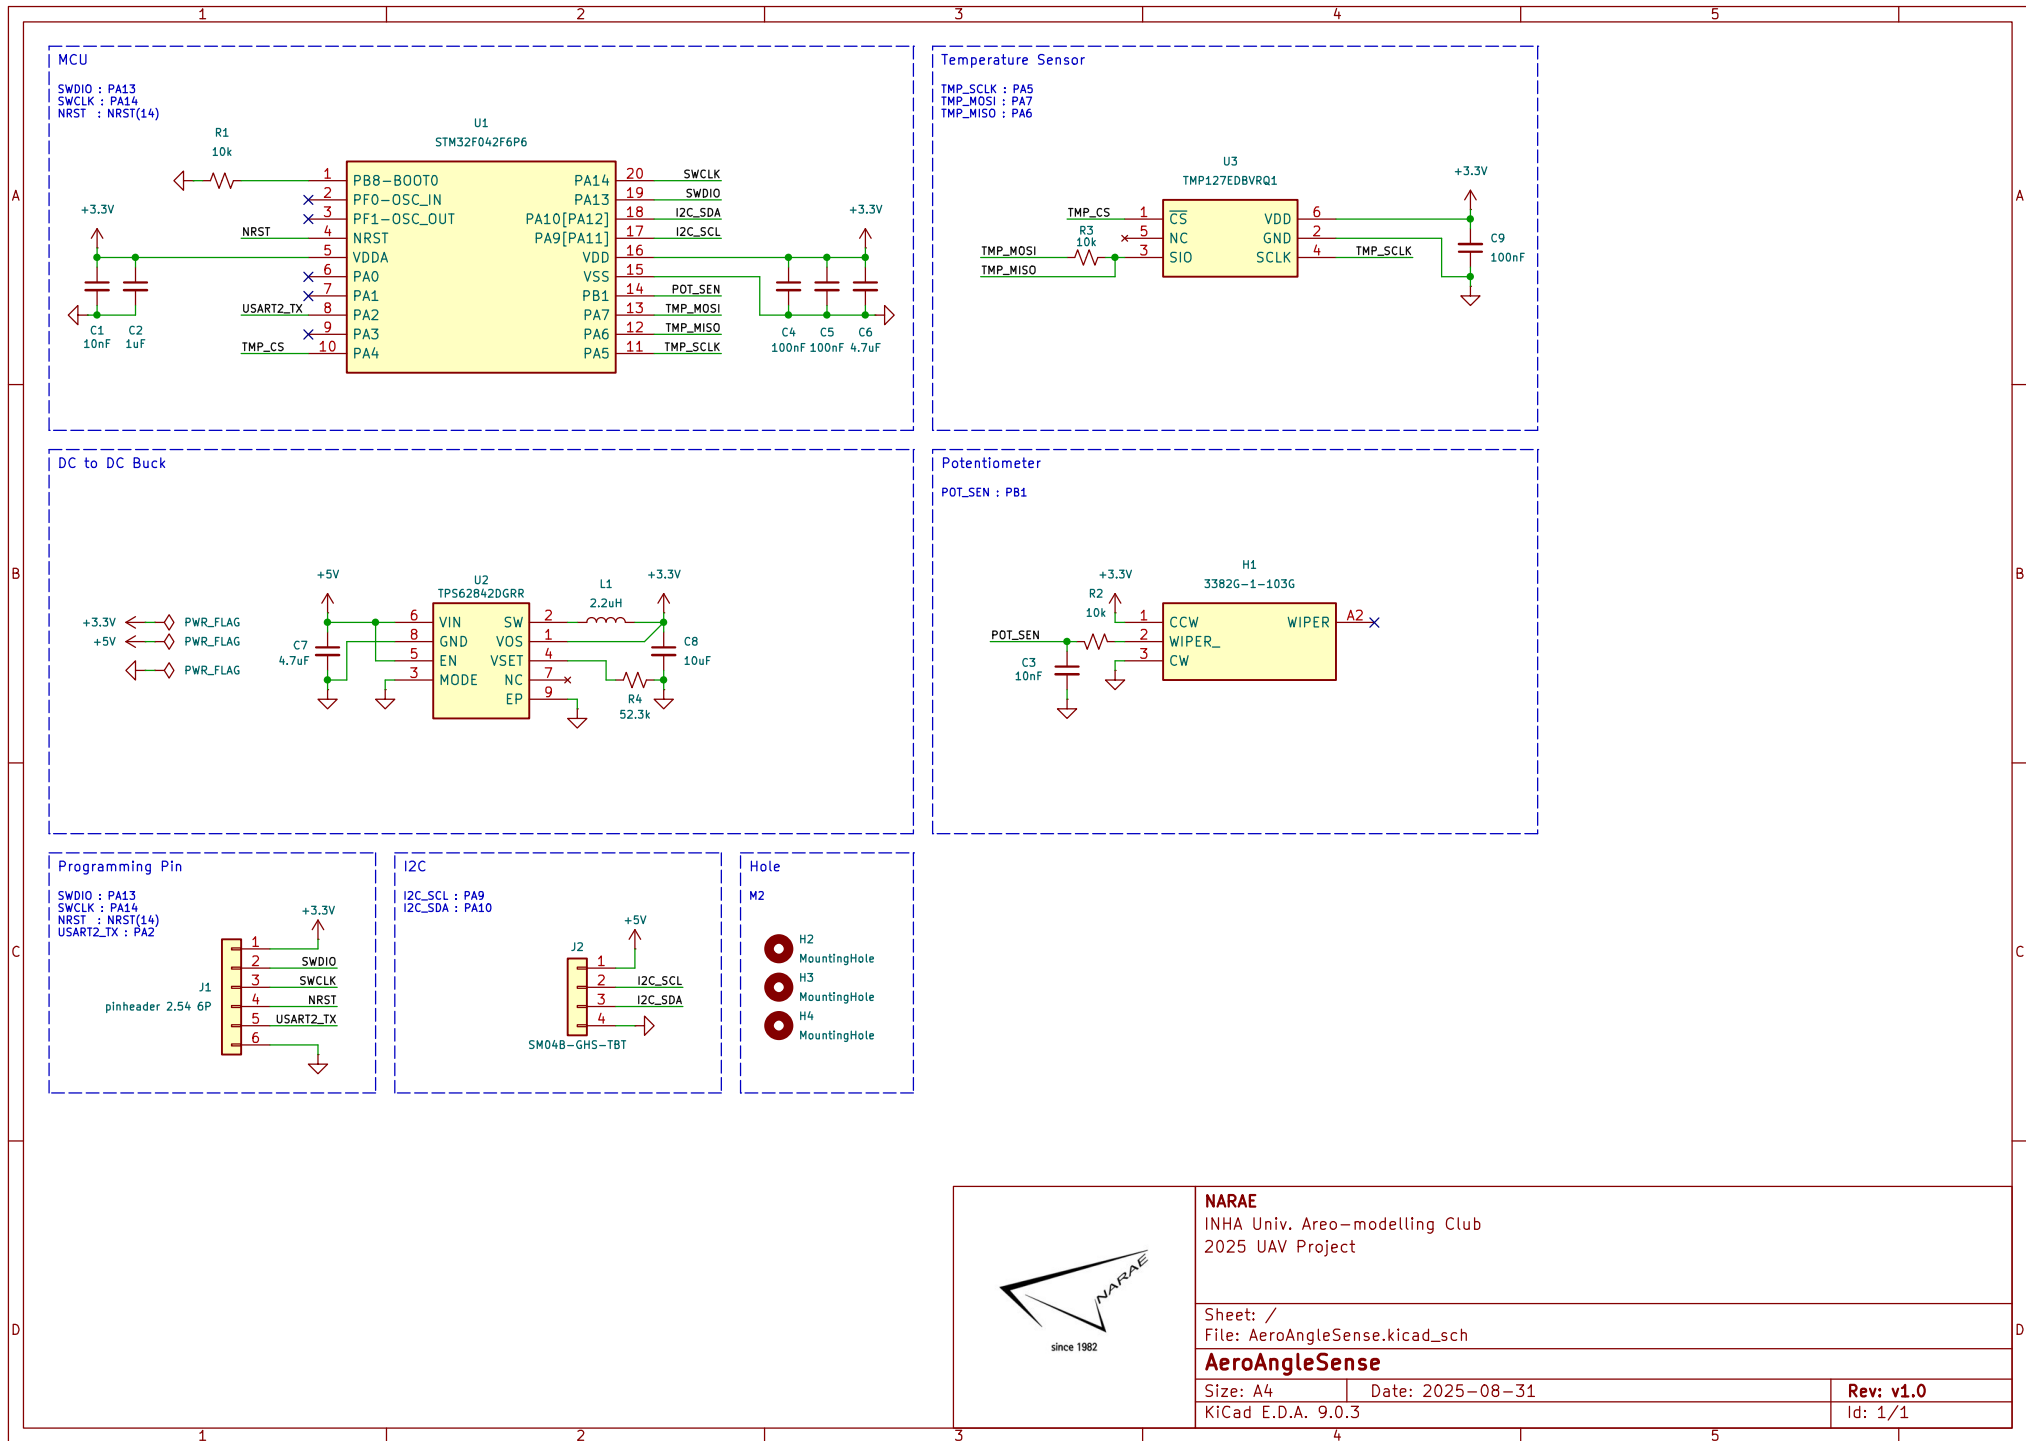 1 2 3 4 5
A
B
C
D
A
B
C
D
1 2 3 4 5
MCU
SWDIO : PA13
SWCLK : PA14
NRST  : NRST(14)
R1
10k
U1
STM32F042F6P6
1 PB8-BOOT0
2 PF0-OSC_IN
3 PF1-OSC_OUT
NRST 4 NRST
5 VDDA
6 PA0
7 PA1
USART2_TX 8 PA2
9 PA3
TMP_CS 10 PA4
PA14 20 SWCLK
PA13 19 SWDIO
PA10[PA12] 18 I2C_SDA
PA9[PA11] 17 I2C_SCL
VDD 16
VSS 15
PB1 14 POT_SEN
PA7 13 TMP_MOSI
PA6 12 TMP_MISO
PA5 11 TMP_SCLK
+3.3V
C1
10nF
C2
1uF
+3.3V
C4
100nF
C5
100nF
C6
4.7uF
Temperature Sensor
TMP_SCLK : PA5
TMP_MOSI : PA7
TMP_MISO : PA6
U3
TMP127EDBVRQ1
TMP_CS 1 CS
5 NC
3 SIO
R3
10k
TMP_MOSI
TMP_MISO
VDD 6
GND 2
SCLK 4 TMP_SCLK
+3.3V
C9
100nF
DC to DC Buck
+3.3V PWR_FLAG
+5V PWR_FLAG
PWR_FLAG
+5V
C7
4.7uF
U2
TPS62842DGRR
6 VIN
8 GND
5 EN
3 MODE
SW 2
VOS 1
VSET 4
NC 7
EP 9
L1
2.2uH
+3.3V
C8
10uF
R4
52.3k
Potentiometer
POT_SEN : PB1
H1
3382G-1-103G
+3.3V
R2
10k
POT_SEN
C3
10nF
1 CCW
2 WIPER_
3 CW
WIPER A2
Programming Pin
SWDIO : PA13
SWCLK : PA14
NRST  : NRST(14)
USART2_TX : PA2
+3.3V
J1
pinheader 2.54 6P
1
2 SWDIO
3 SWCLK
4 NRST
5 USART2_TX
6
I2C
I2C_SCL : PA9
I2C_SDA : PA10
+5V
J2
1
2 I2C_SCL
3 I2C_SDA
4
SM04B-GHS-TBT
Hole
M2
H2
MountingHole
H3
MountingHole
H4
MountingHole
NARAE
since 1982
NARAE
INHA Univ. Areo-modelling Club
2025 UAV Project
Sheet: /
File: AeroAngleSense.kicad_sch
AeroAngleSense
Size: A4 Date: 2025-08-31 Rev: v1.0
KiCad E.D.A. 9.0.3 Id: 1/1